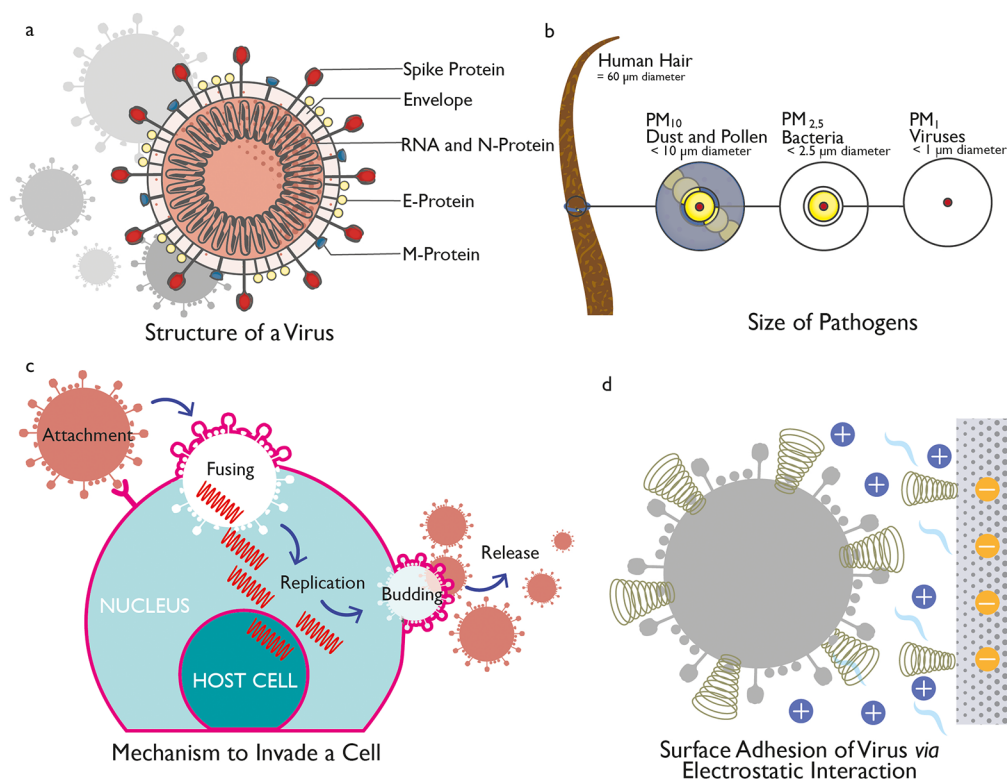 a
Spike Protein
Envelope
RNA and N-Protein
E-Protein
M-Protein
Structure of a Virus
b
Human Hair
= 60 µm diameter
PM10
Dust and Pollen
< 10 µm diameter
PM 2,5
Bacteria
< 2.5 µm diameter
PM1
Viruses
< 1 µm diameter
Size of Pathogens
c
Attachment
Fusing
Replication
Budding
Release
NUCLEUS
HOST CELL
Mechanism to Invade a Cell
d
+
+
+
+
+
+
+
−
−
−
−
Surface Adhesion of Virus via
Electrostatic Interaction